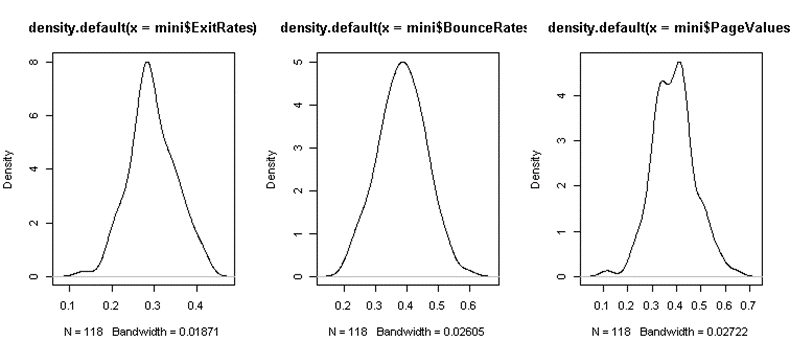 density.default(x = mini$ExitRates)
Density
8
6
4
2
0
0.1 0.2 0.3 0.4
N = 118 Bandwidth = 0.01871
density.default(x = mini$BounceRates
Density
5
4
3
2
1
0
0.2 0.3 0.4 0.5 0.6
N = 118 Bandwidth = 0.02605
density.default(x = mini$PageValues
Density
4
3
2
1
0
0.1 0.2 0.3 0.4 0.5 0.6 0.7
N = 118 Bandwidth = 0.02722